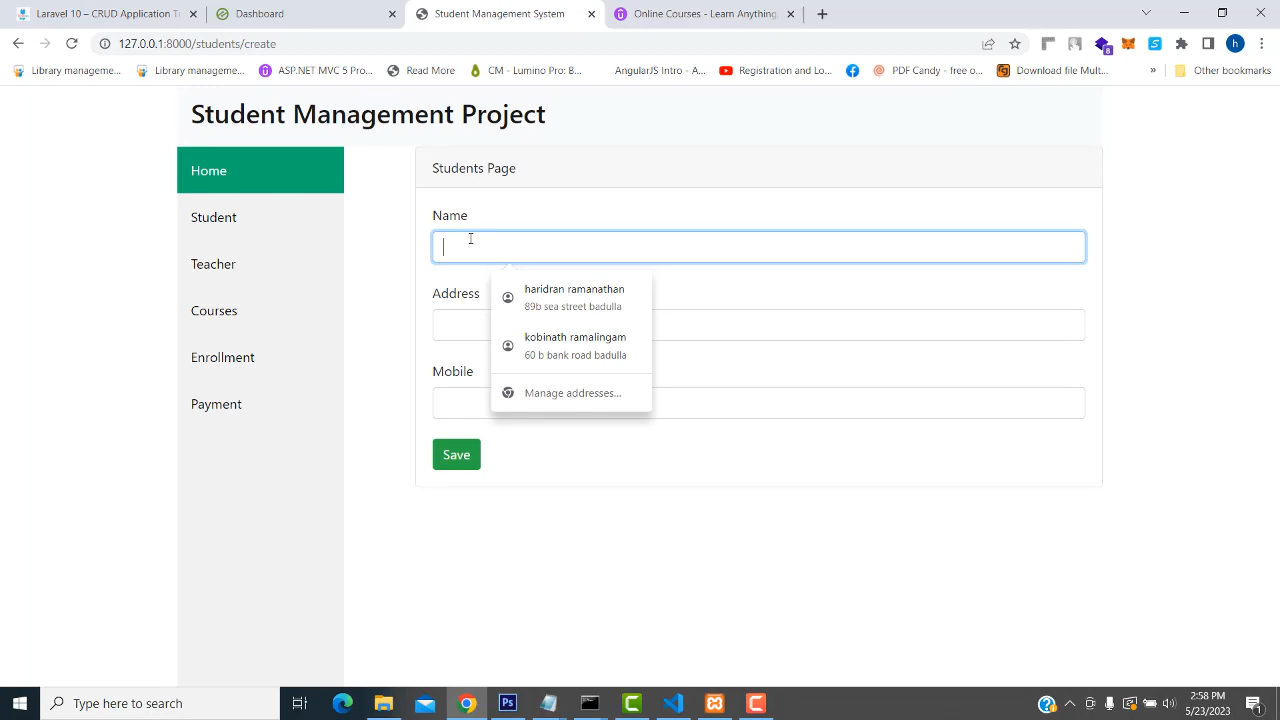 Laravel 10 – CRUD Application T
Dashboard
Student Management System
Online Courses - Learn Anything,
127.0.0.1:8000/students/create
8
h
Library manageme...
Library manageme...
ASP.NET MVC 5 Pro...
Read More
CM - Lumino Pro: B...
AngularJS Intro - A...
Registration and Lo...
PDF Candy - free o...
Download file Mult...
»
Other bookmarks
Student Management Project
Home
Student
Teacher
Courses
Enrollment
Payment
Students Page
Name
haridran ramanathan
89b sea street badulla
kobinath ramalingam
60 b bank road badulla
Manage addresses...
Address
Mobile
Save
Type here to search
Ps
2:58 PM
5/23/2023